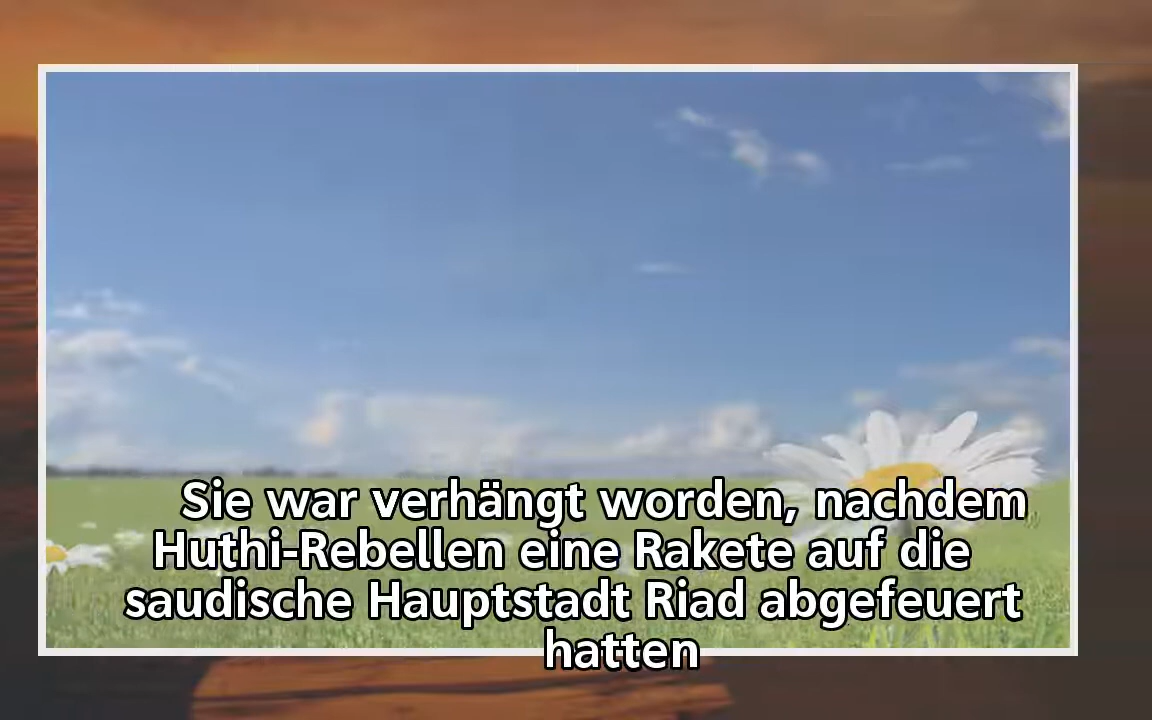 Sie war verhängt worden, nachdem
Huthi-Rebellen eine Rakete auf die
saudische Hauptstadt Riad abgefeuert
hatten